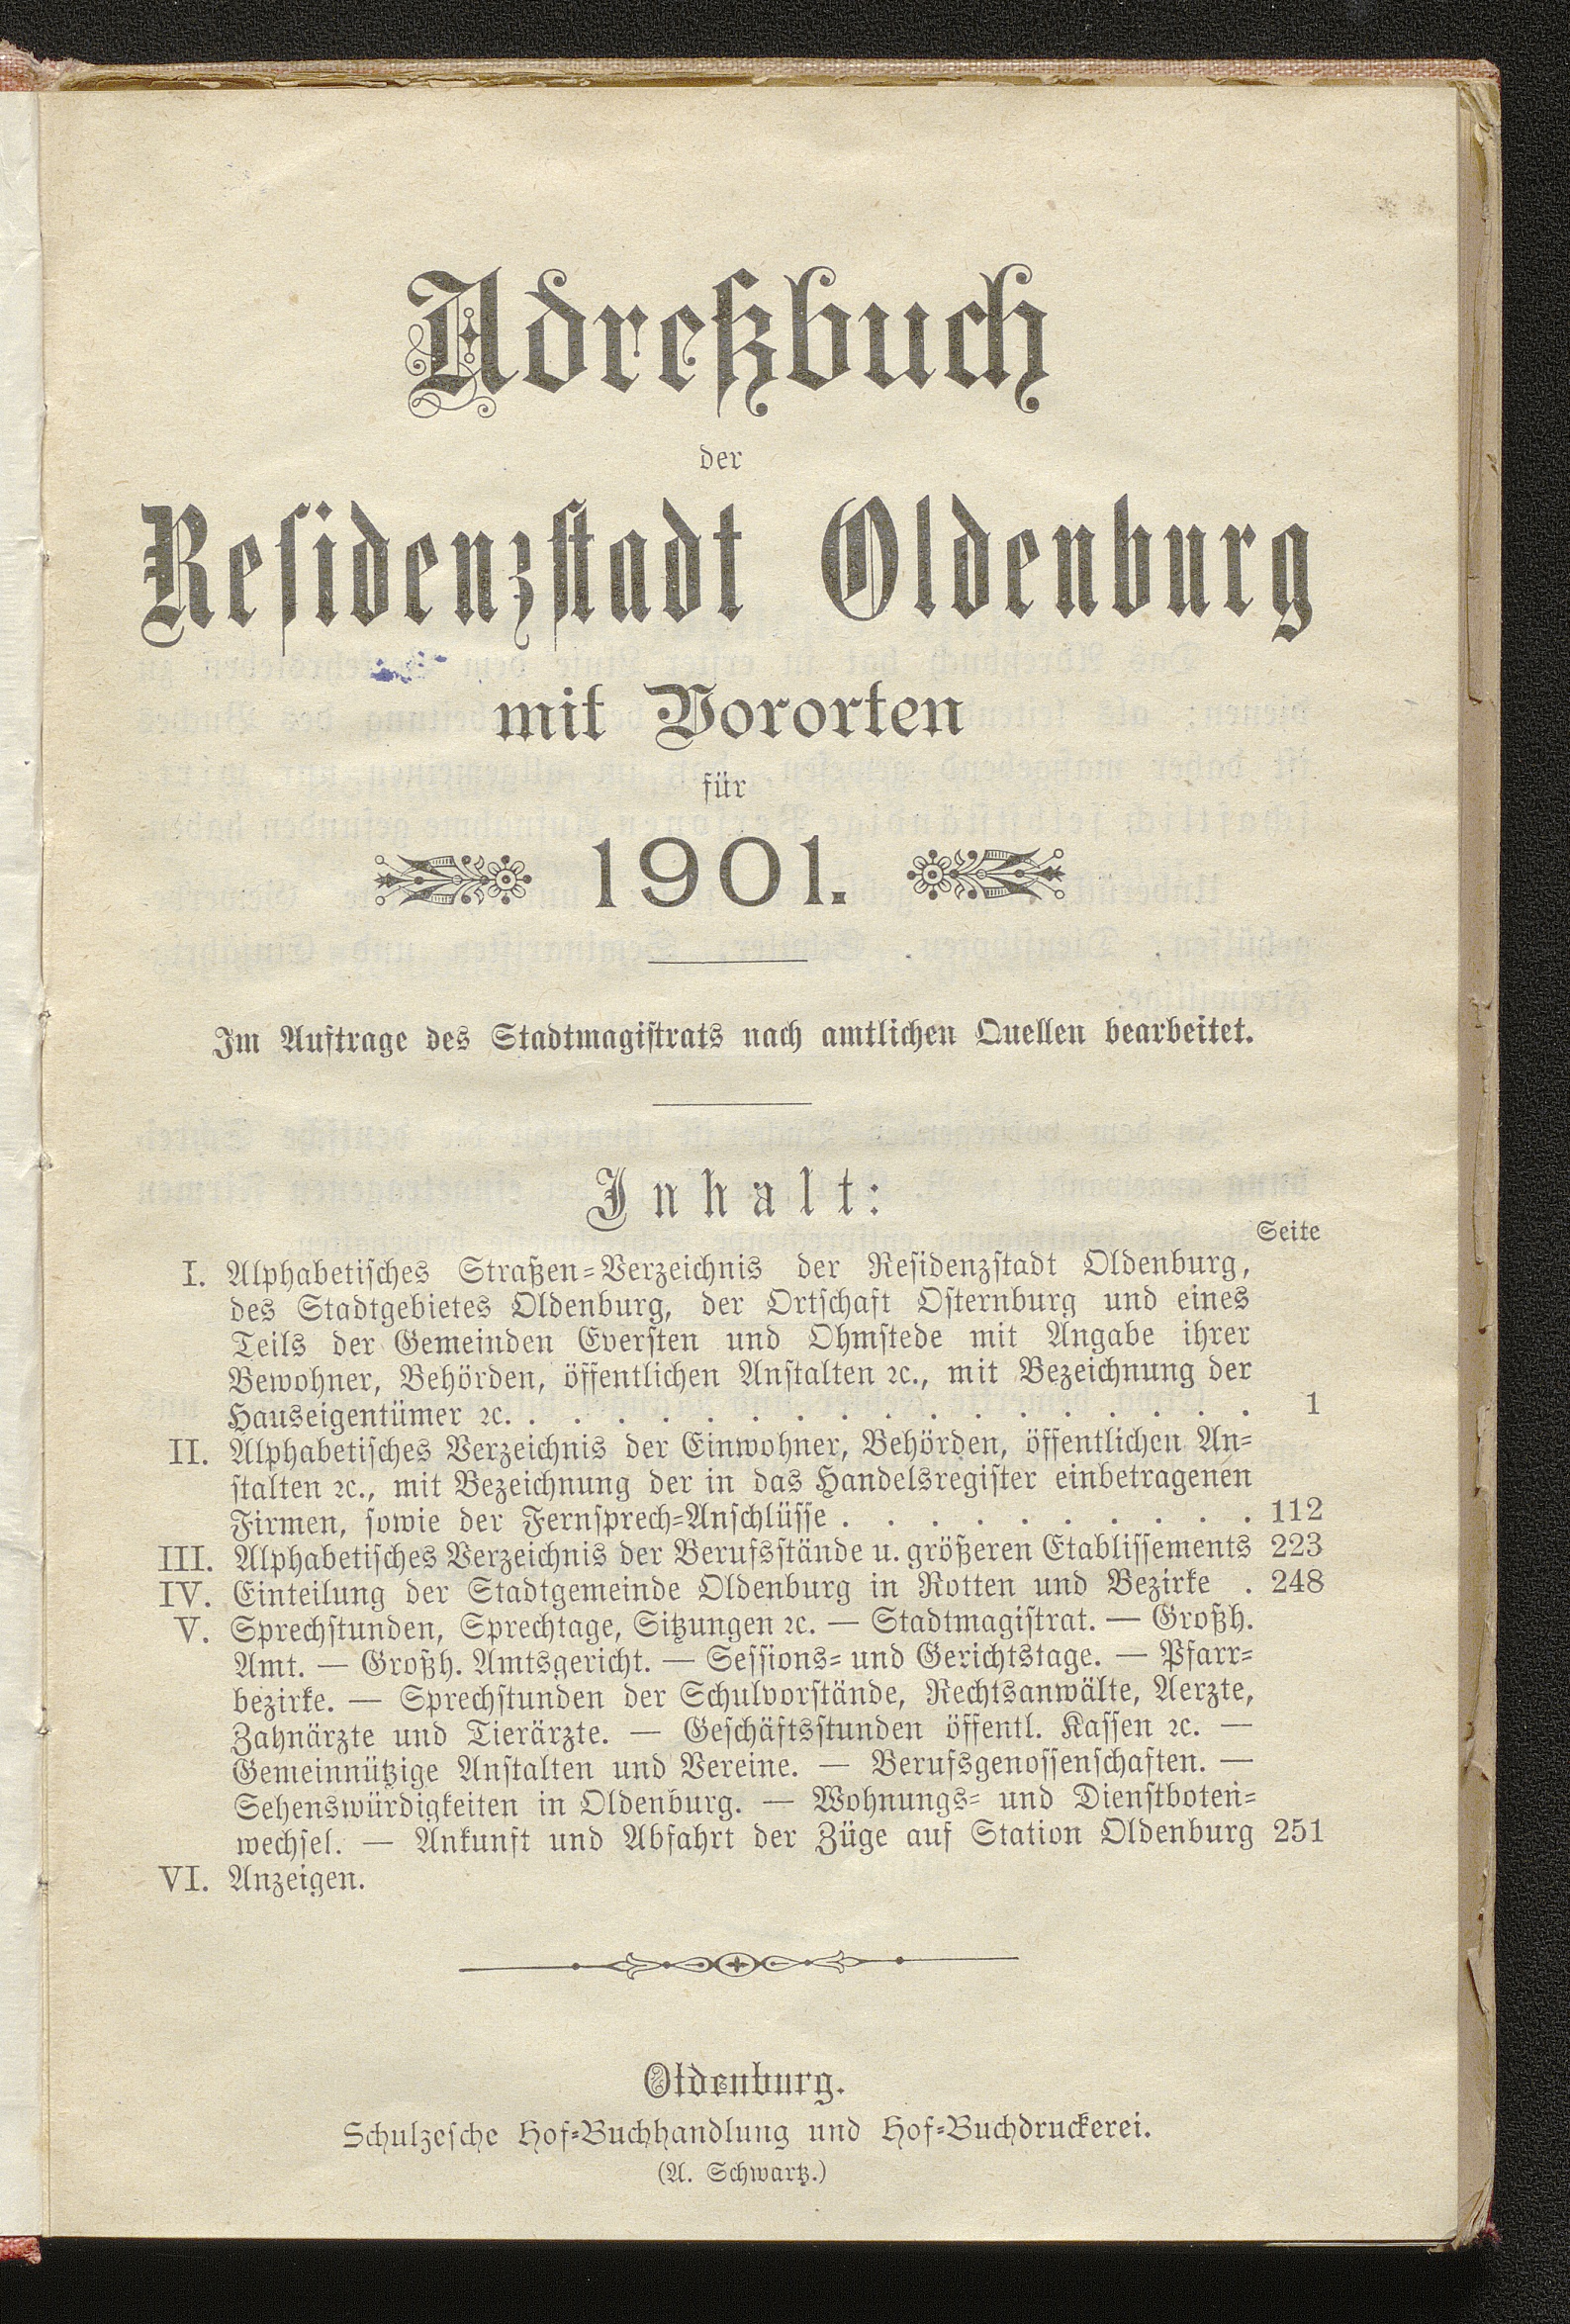 Adreßbuch
der
Residenzstadt Oldenburg
mit Vororten
für
1901.
Im Auftrage des Stadtmagistrats nach amtlichen Quellen bearbeitet.
Inhalt:
Seite
I. Alphabetisches Straßen-Verzeichnis der Residenzstadt Oldenburg,
des Stadtgebietes Oldenburg, der Ortschaft Osternburg und eines
Teils der Gemeinden Eversten und Ohmstede mit Angabe ihrer
Bewohner, Behörden, öffentlichen Anstalten ꝛc., mit Bezeichnung der
Hauseigentümer ꝛc. . . . . . . . . . . . . . . . . . 1
II. Alphabetisches Verzeichnis der Einwohner, Behörden, öffentlichen An-
stalten ꝛc., mit Bezeichnung der in das Handelsregister einbetragenen
Firmen, sowie der Fernsprech-Anschlüsse . . . . . . . . . . 112
III. Alphabetisches Verzeichnis der Berufsstände u. größeren Etablissements 223
IV. Einteilung der Stadtgemeinde Oldenburg in Rotten und Bezirke . 248
V. Sprechstunden, Sprechtage, Sitzungen ꝛc. — Stadtmagistrat. — Großh.
Amt. — Großh. Amtsgericht. — Sessions- und Gerichtstage. — Pfarr-
bezirke. — Sprechstunden der Schulvorstände, Rechtsanwälte, Aerzte,
Zahnärzte und Tierärzte. — Geschäftsstunden öffentl. Kassen ꝛc. —
Gemeinnützige Anstalten und Vereine. — Berufsgenossenschaften. —
Sehenswürdigkeiten in Oldenburg. — Wohnungs- und Dienstboten-
wechsel. — Ankunft und Abfahrt der Züge auf Station Oldenburg 251
VI. Anzeigen.
Oldenburg.
Schulzesche Hof-Buchhandlung und Hof-Buchdruckerei.
(A. Schwartz.)